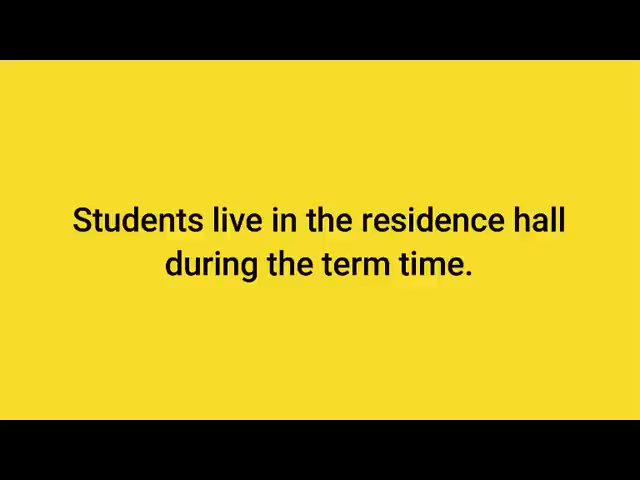 Students live in the residence hall
during the term time.